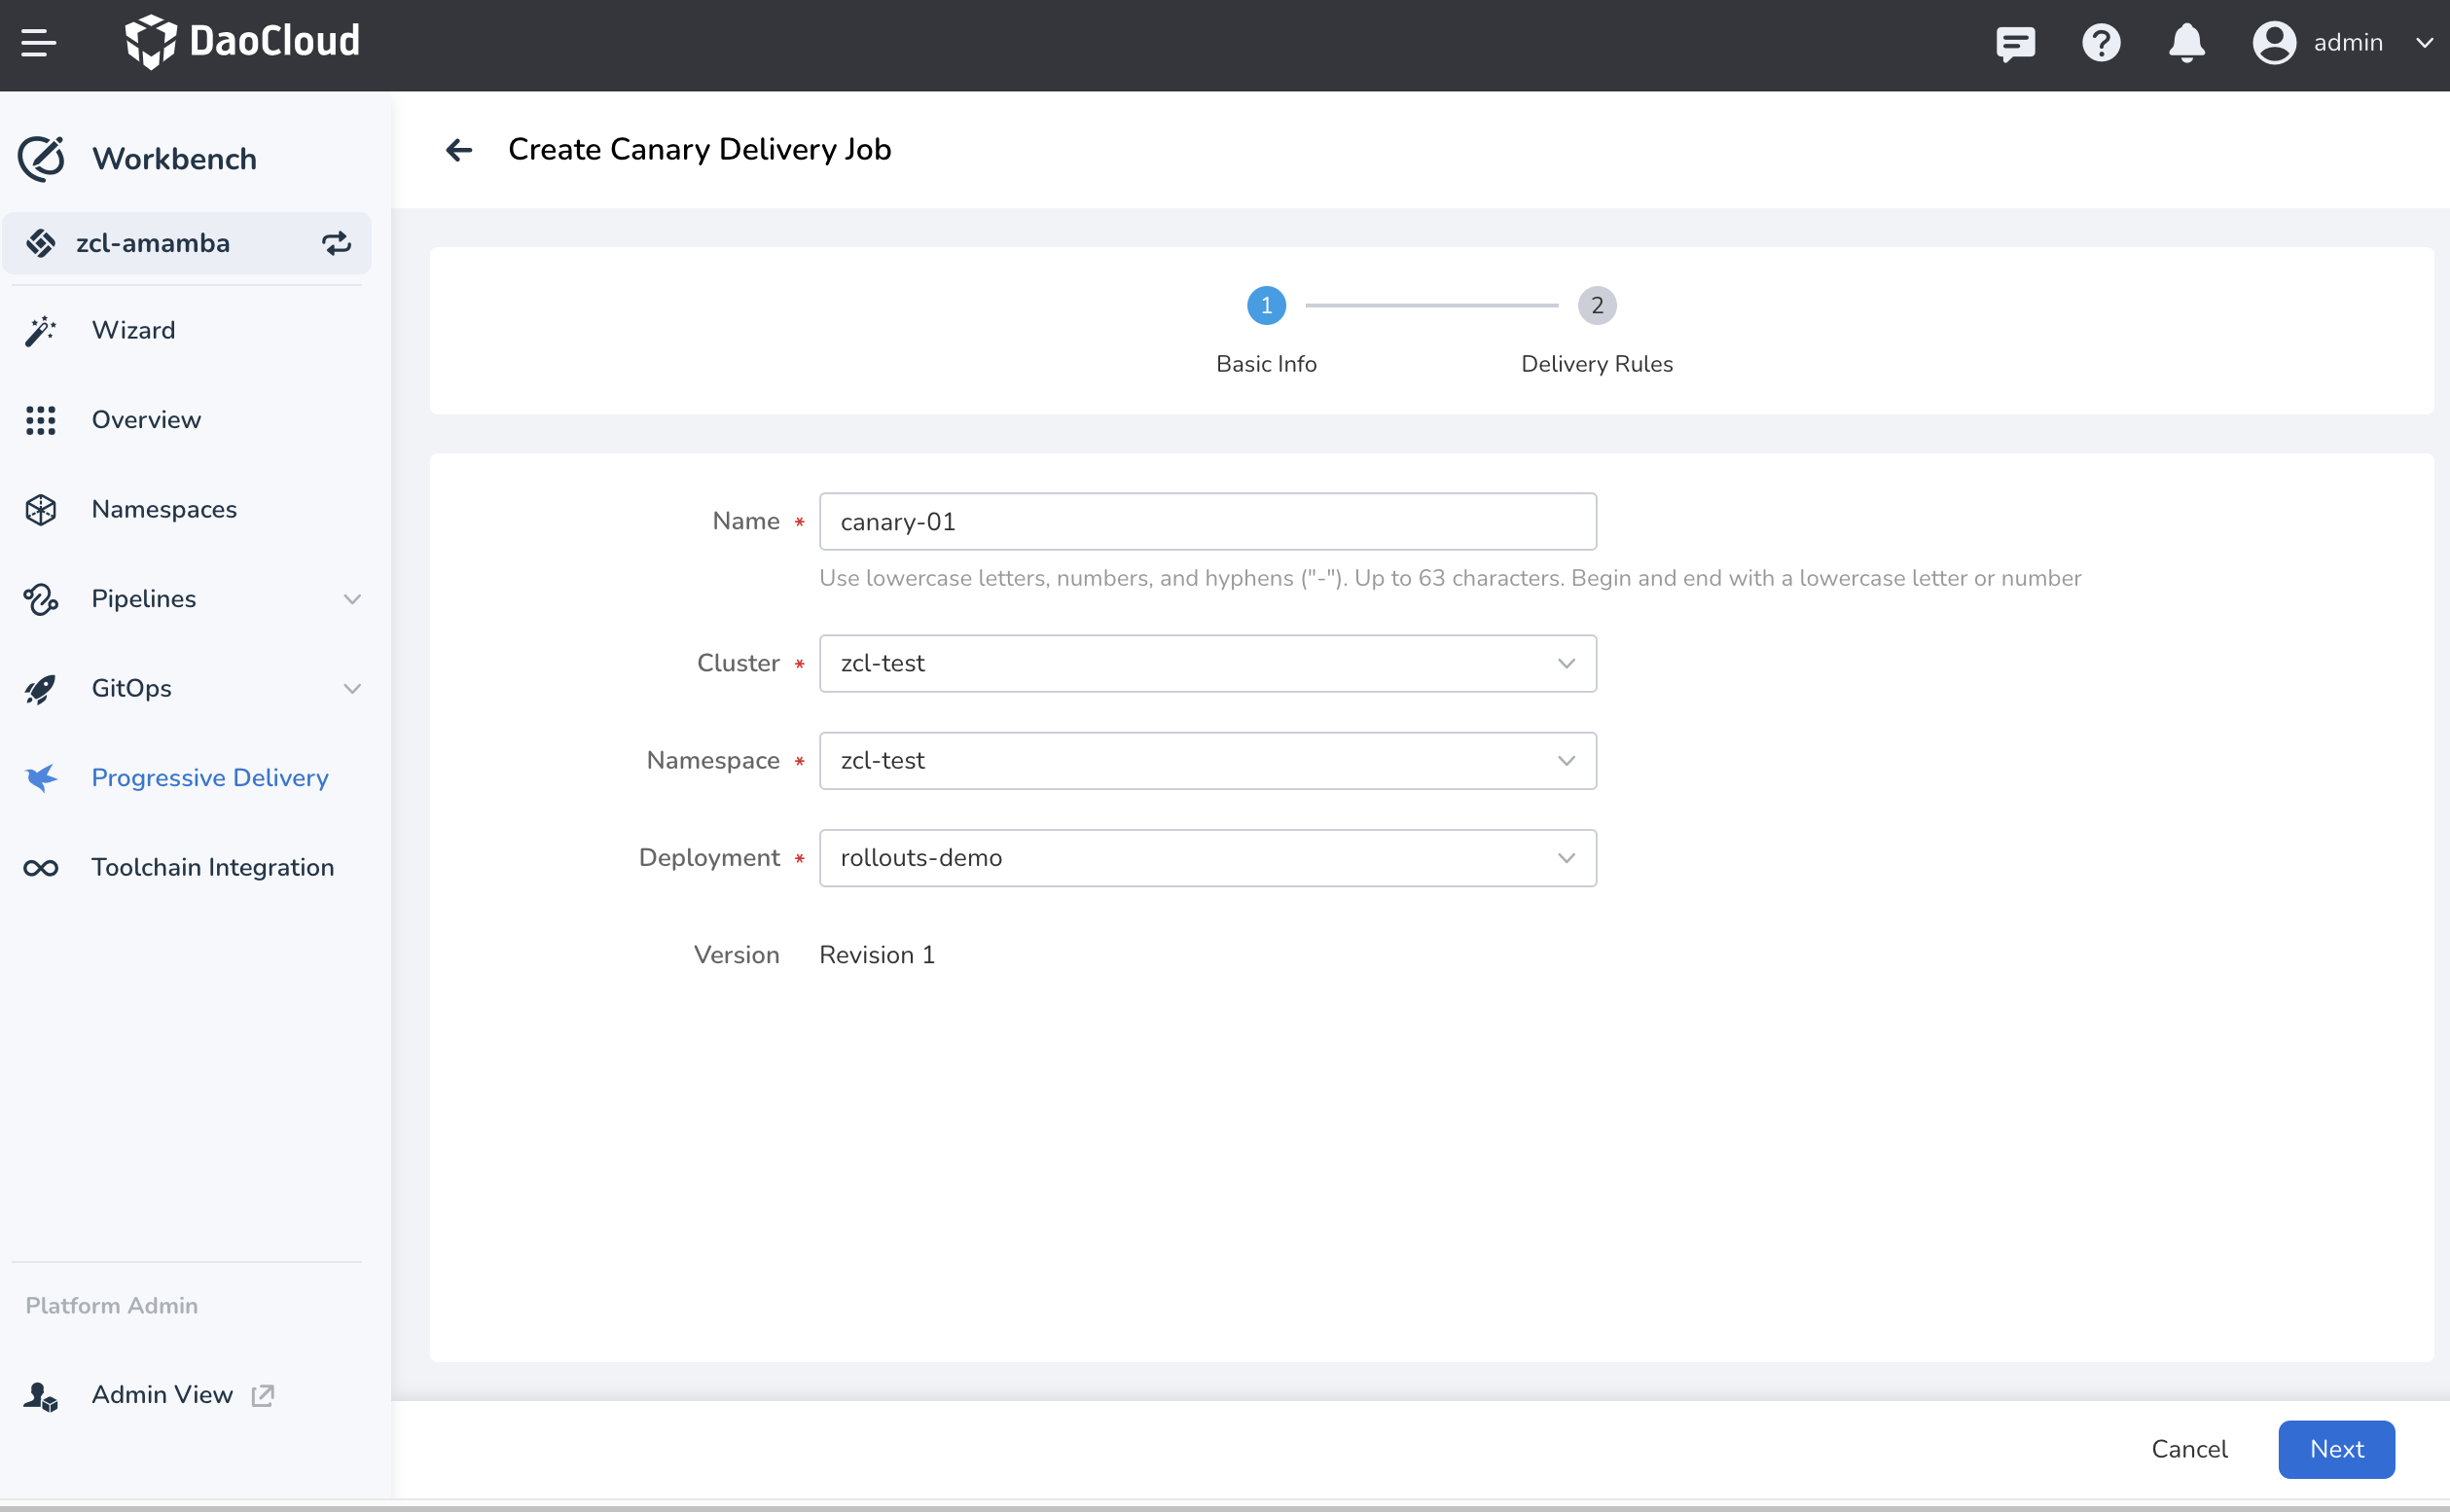 DaoCloud
admin
Workbench
zcl-amamba
Wizard
Overview
Namespaces
Pipelines
GitOps
Progressive Delivery
Toolchain Integration
Platform Admin
Admin View
Create Canary Delivery Job
1
2
Basic Info
Delivery Rules
Name * canary-01
Use lowercase letters, numbers, and hyphens ("-"). Up to 63 characters. Begin and end with a lowercase letter or number
Cluster * zcl-test
Namespace * zcl-test
Deployment * rollouts-demo
Version Revision 1
Cancel
Next